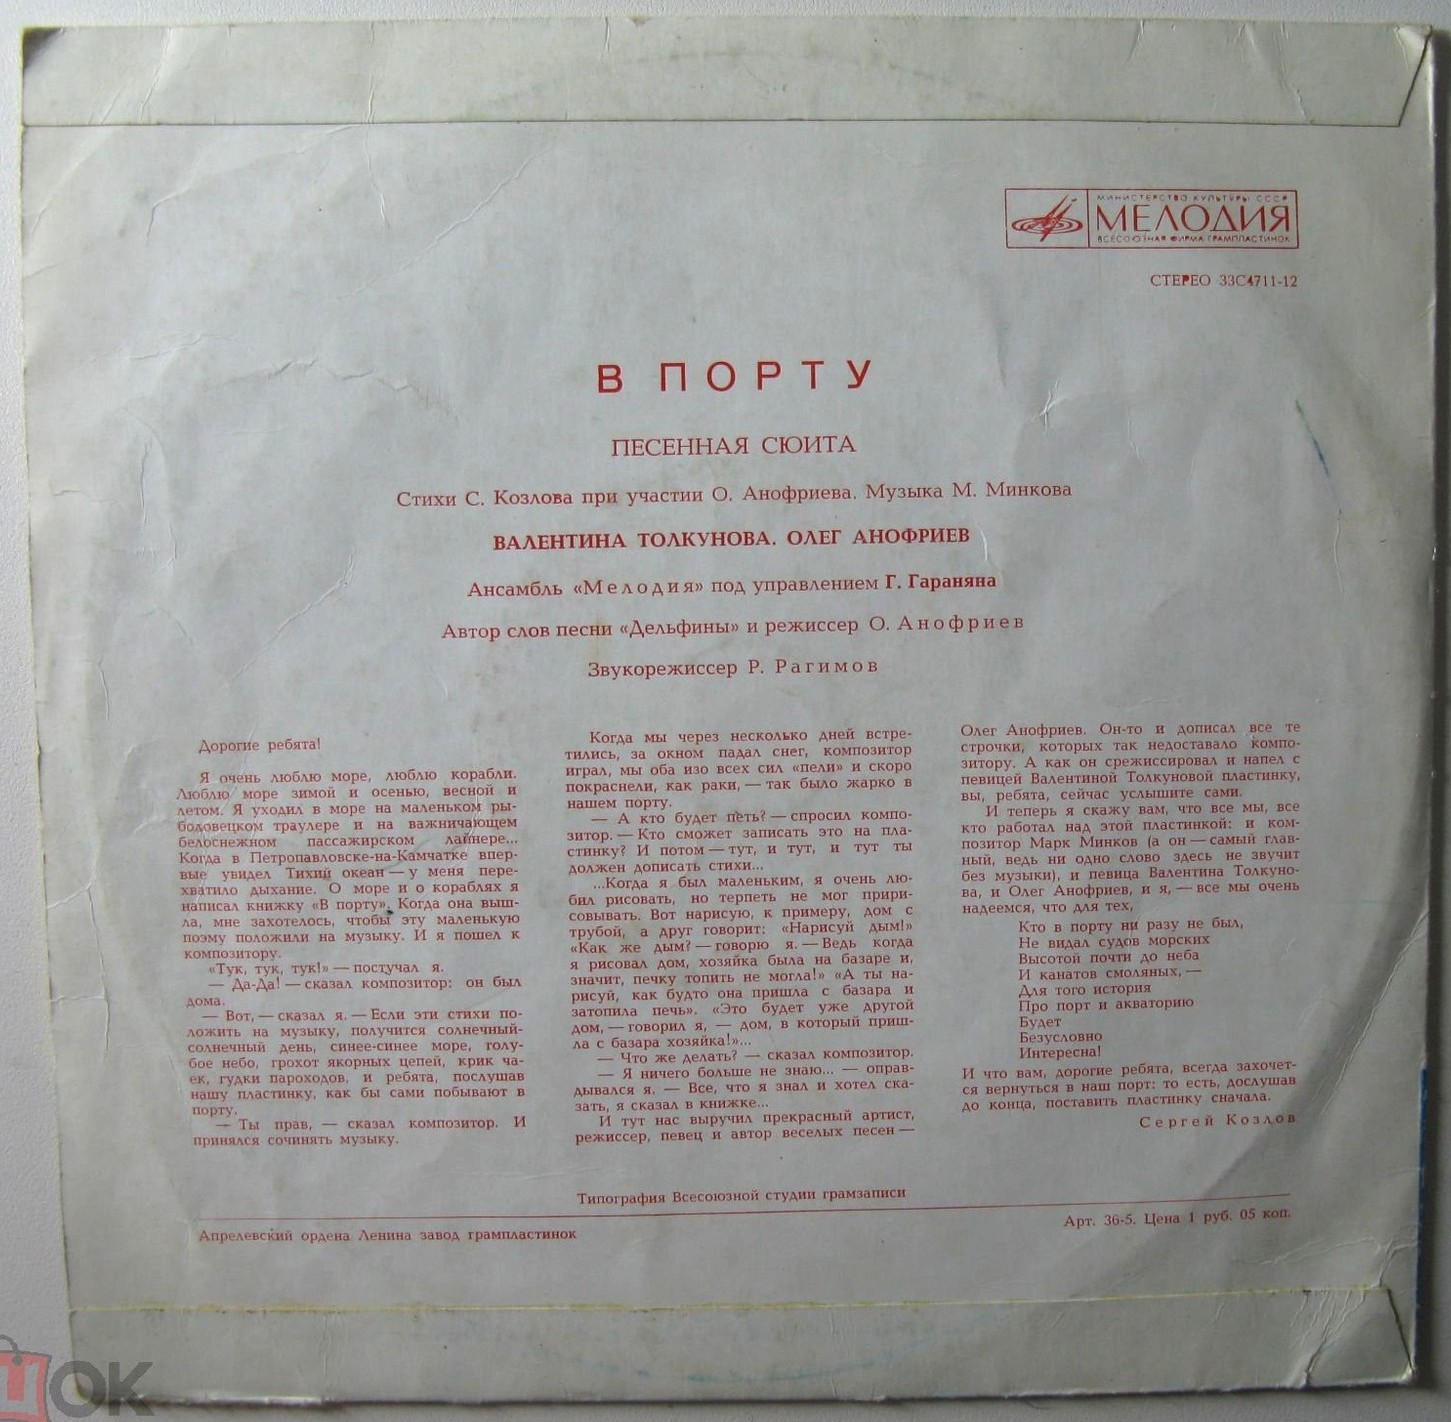 МИНИСТЕРСТВО КУЛЬТУРЫ СССР
МЕЛОДИЯ
ВСЕСОЮЗНАЯ ФИРМА ГРАМПЛАСТИНОК
СТЕРЕО 33С4711-12
В ПОРТУ
ПЕСЕННАЯ СЮИТА
Стихи С. Козлова при участии О. Анофриева. Музыка М. Минкова
ВАЛЕНТИНА ТОЛКУНОВА. ОЛЕГ АНОФРИЕВ
Ансамбль «Мелодия» под управлением Г. Гараняна
Автор слов песни «Дельфины» и режиссер О. Анофриев
Звукорежиссер Р. Рагимов
Дорогие ребята!
Я очень люблю море, люблю корабли.
Люблю море зимой и осенью, весной и
летом. Я уходил в море на маленьком ры-
боловецком траулере и на важничающем
белоснежном пассажирском лайнере...
Когда в Петропавловске-на-Камчатке впер-
вые увидел Тихий океан — у меня пере-
хватило дыхание. О море и о кораблях я
написал книжку «В порту». Когда она выш-
ла, мне захотелось, чтобы эту маленькую
поэму положили на музыку. И я пошел к
композитору.
«Тук, тук, тук!» — постучал я.
— Да-Да! — сказал композитор: он был
дома.
— Вот, — сказал я. — Если эти стихи по-
ложить на музыку, получится солнечный-
солнечный день, синее-синее море, голу-
бое небо, грохот якорных цепей, крик ча-
ек, гудки пароходов, и ребята, послушав
нашу пластинку, как бы сами побывают в
порту.
— Ты прав, — сказал композитор. И
принялся сочинять музыку.
Когда мы через несколько дней встре-
тились, за окном падал снег, композитор
играл, мы оба изо всех сил «пели» и скоро
покраснели, как раки, — так было жарко в
нашем порту.
— А кто будет петь? — спросил компо-
зитор. — Кто сможет записать это на пла-
стинку? И потом — тут, и тут, и тут ты
должен дописать стихи...
...Когда я был маленьким, я очень лю-
бил рисовать, но терпеть не мог прири-
совывать. Вот нарисую, к примеру, дом с
трубой, а друг говорит: «Нарисуй дым!»
«Как же дым? — говорю я. — Ведь когда
я рисовал дом, хозяйка была на базаре и,
значит, печку топить не могла!» «А ты на-
рисуй, как будто она пришла с базара и
затопила печь». «Это будет уже другой
дом, — говорил я, — дом, в который приш-
ла с базара хозяйка!»...
— Что же делать? — сказал композитор.
— Я ничего больше не знаю... — оправ-
дывался я. — Все, что я знал и хотел ска-
зать, я сказал в книжке...
И тут нас выручил прекрасный артист,
режиссер, певец и автор веселых песен —
Олег Анофриев. Он-то и дописал все те
строчки, которых так недоставало компо-
зитору. А как он срежиссировал и напел с
певицей Валентиной Толкуновой пластинку,
вы, ребята, сейчас услышите сами.
И теперь я скажу вам, что все мы, все
кто работал над этой пластинкой: и ком-
позитор Марк Минков (а он — самый глав-
ный, ведь ни одно слово здесь не звучит
без музыки), и певица Валентина Толкуно-
ва, и Олег Анофриев, и я, — все мы очень
надеемся, что для тех,
Кто в порту ни разу не был,
Не видал судов морских
Высотой почти до неба
И канатов смоляных, —
Для того история
Про порт и акваторию
Будет
Безусловно
Интересна!
И что вам, дорогие ребята, всегда захочет-
ся вернуться в наш порт: то есть, дослушав
до конца, поставить пластинку сначала.
Сергей Козлов
Типография Всесоюзной студии грамзаписи
Апрелевский ордена Ленина завод грампластинок
Арт. 36-5. Цена 1 руб. 05 коп.
ШОК